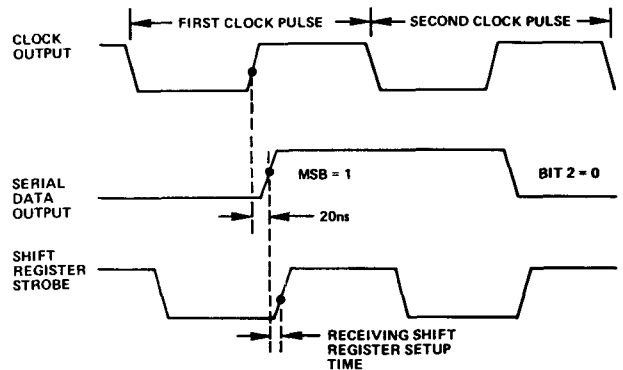 FIRST CLOCK PULSE
SECOND CLOCK PULSE
CLOCK
OUTPUT
MSB = 1
BIT 2 = 0
SERIAL
DATA
OUTPUT
20ns
SHIFT
REGISTER
STROBE
RECEIVING SHIFT
REGISTER SETUP
TIME